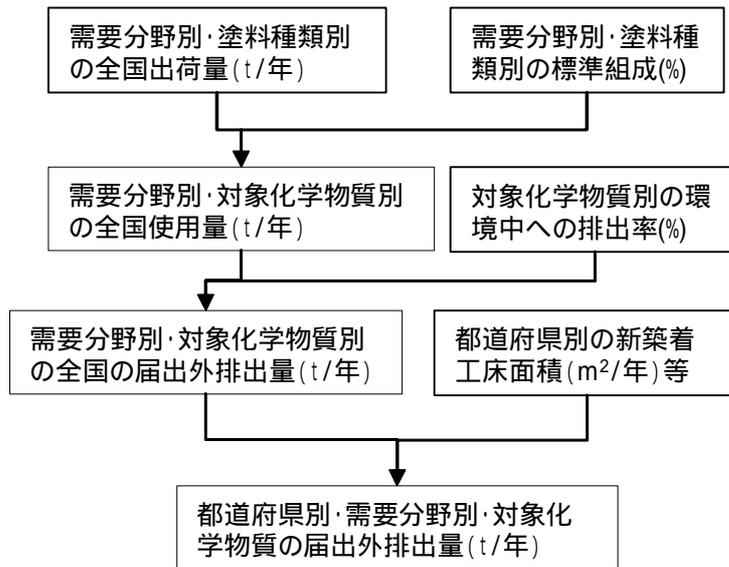 需要分野別･塗料種類別
の全国出荷量(t/年)
需要分野別･塗料種
類別の標準組成(%)
需要分野別･対象化学物質別
の全国使用量(t/年)
対象化学物質別の環
境中への排出率(%)
需要分野別･対象化学物質別
の全国の届出外排出量(t/年)
都道府県別の新築着
工床面積(m²/年)等
都道府県別･需要分野別･対象化
学物質の届出外排出量(t/年)